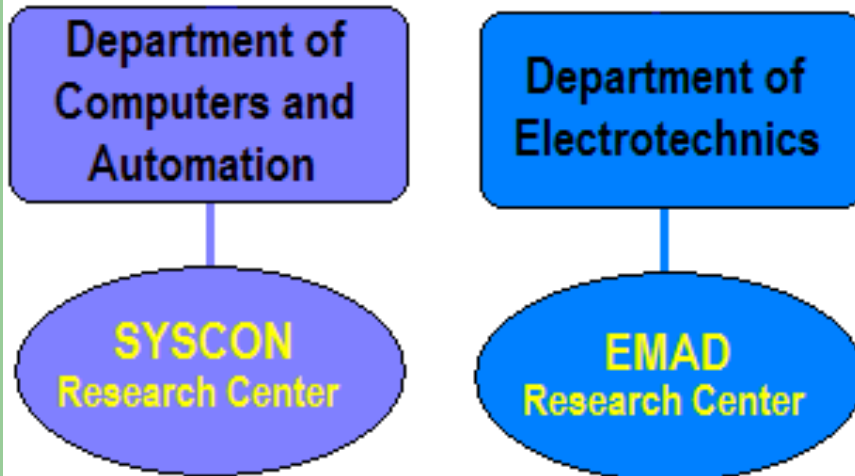 Department of
Computers and
Automation
SYSCON
Research Center
Department of
Electrotechnics
EMAD
Research Center